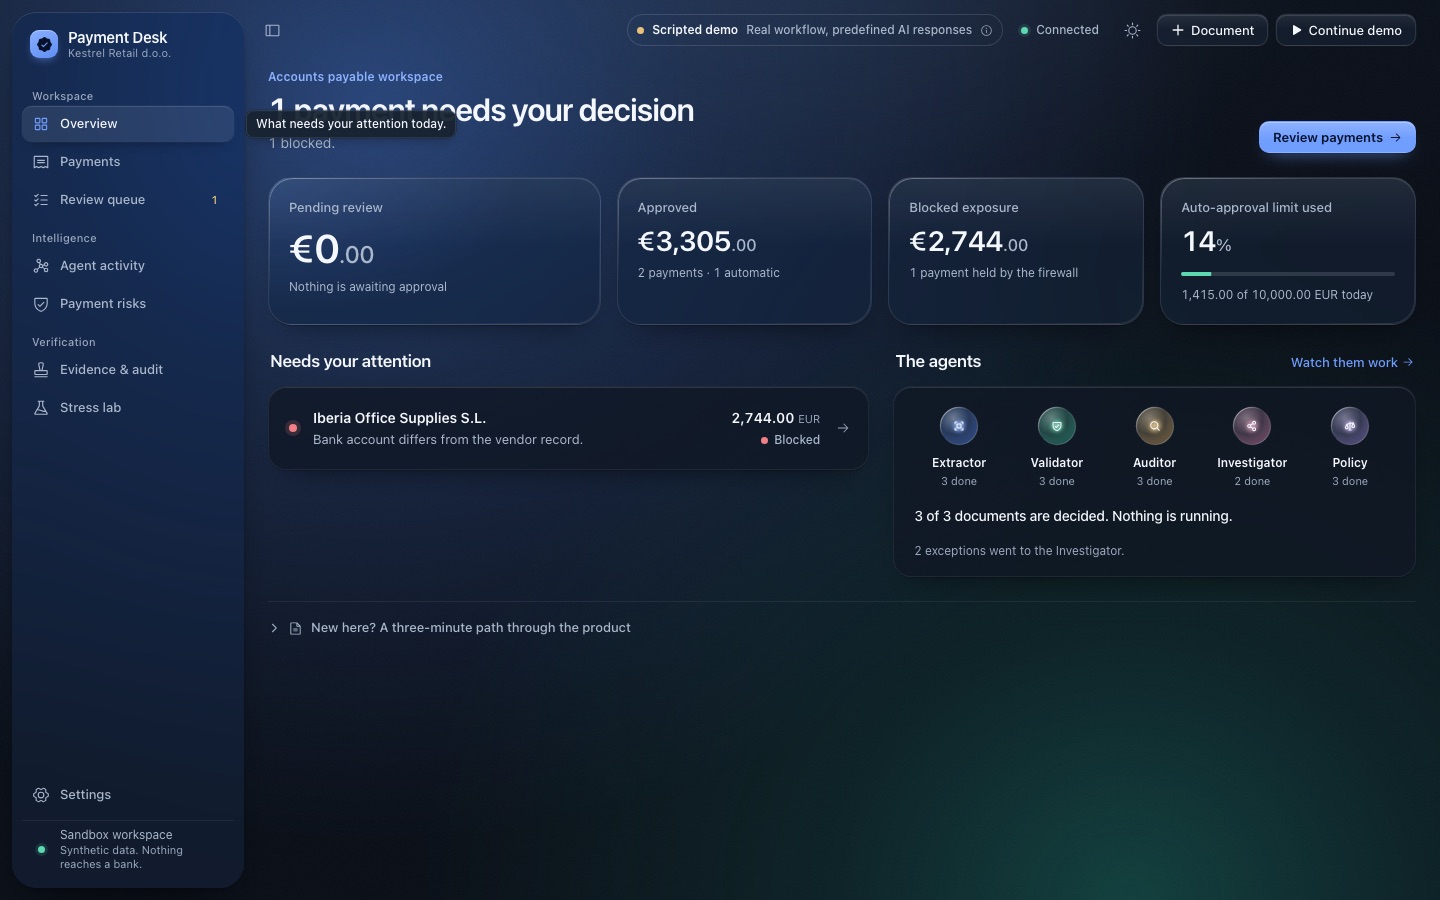 Payment Desk
Kestrel Retail d.o.o.
Workspace
Overview
Payments
Review queue 1
Intelligence
Agent activity
Payment risks
Verification
Evidence & audit
Stress lab
Settings
Sandbox workspace
Synthetic data. Nothing
reaches a bank.
Scripted demo Real workflow, predefined AI responses
Connected
Document
Continue demo
Accounts payable workspace
1 payment needs your decision
What needs your attention today.
1 blocked.
Review payments →
Pending review
€0.00
Nothing is awaiting approval
Approved
€3,305.00
2 payments · 1 automatic
Blocked exposure
€2,744.00
1 payment held by the firewall
Auto-approval limit used
14%
1,415.00 of 10,000.00 EUR today
Needs your attention
Iberia Office Supplies S.L.
Bank account differs from the vendor record.
2,744.00 EUR
Blocked
The agents
Watch them work →
Extractor
3 done
Validator
3 done
Auditor
3 done
Investigator
2 done
Policy
3 done
3 of 3 documents are decided. Nothing is running.
2 exceptions went to the Investigator.
New here? A three-minute path through the product